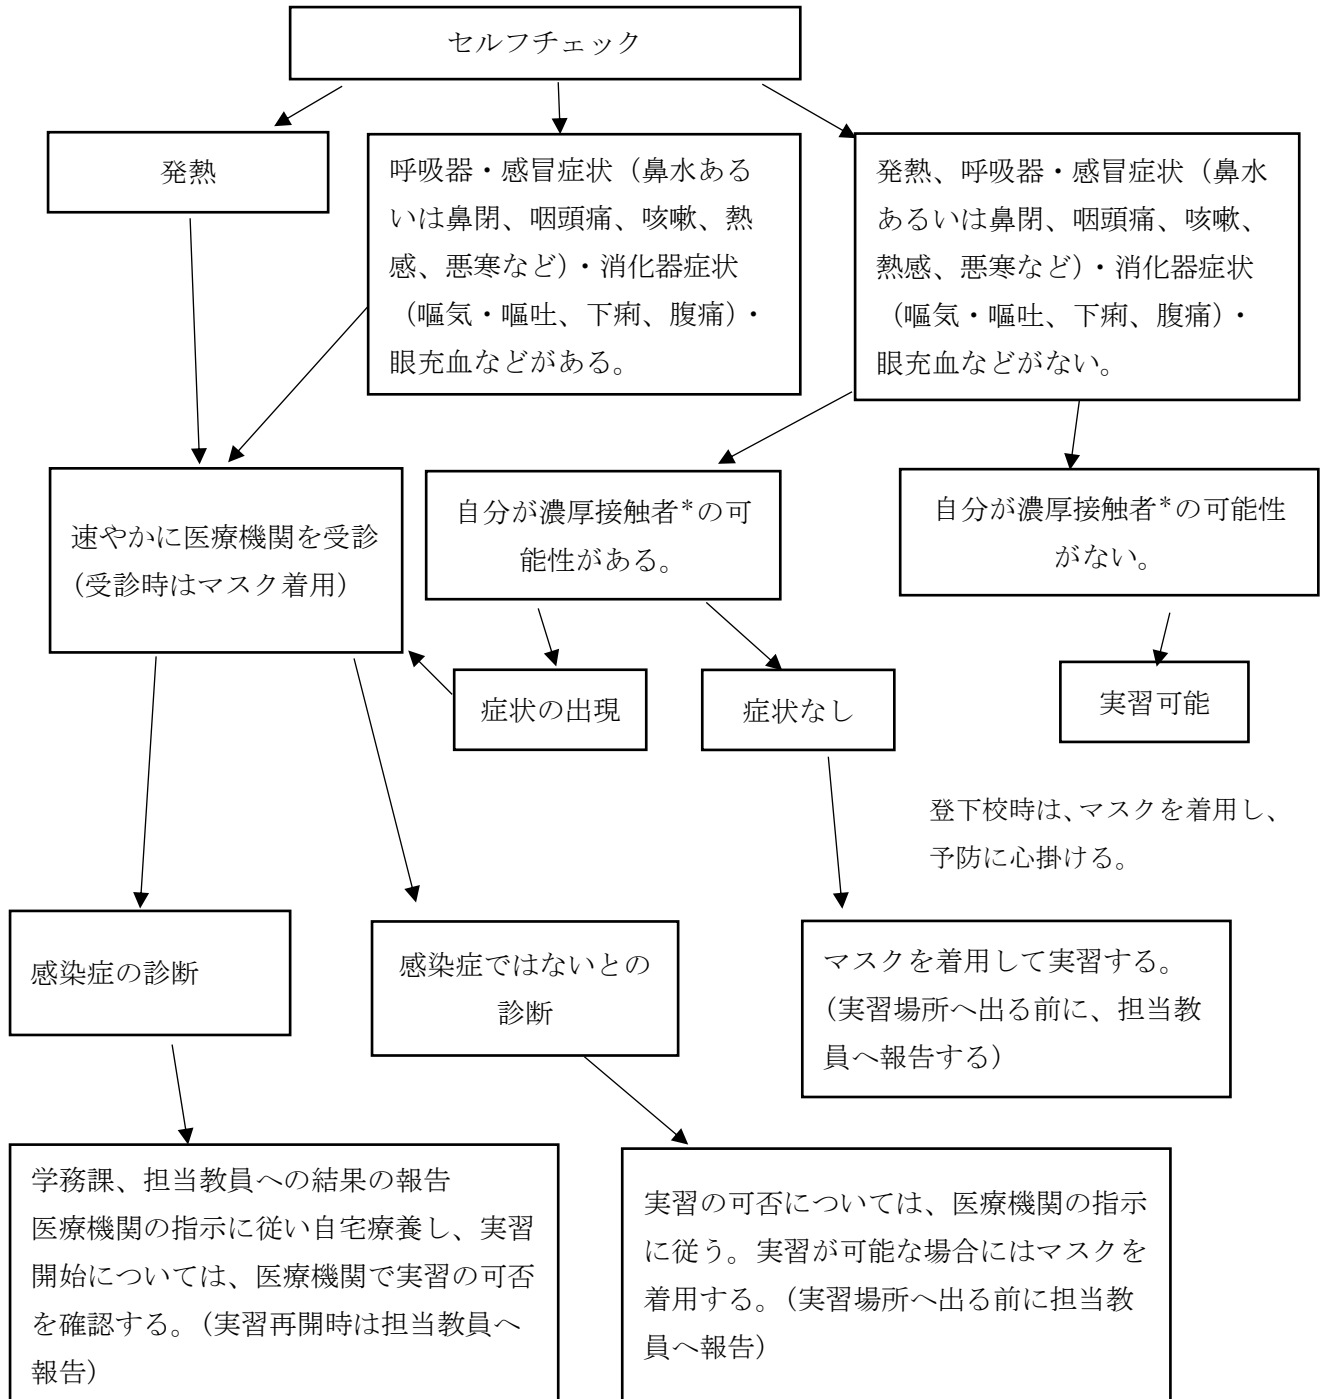 セルフチェック
発熱
呼吸器・感冒症状（鼻水ある
いは鼻閉、咽頭痛、咳嗽、熱
感、悪寒など）・消化器症状
（嘔気・嘔吐、下痢、腹痛）・
眼充血などがある。
発熱、呼吸器・感冒症状（鼻水
あるいは鼻閉、咽頭痛、咳嗽、
熱感、悪寒など）・消化器症状
（嘔気・嘔吐、下痢、腹痛）・
眼充血などがない。
速やかに医療機関を受診
（受診時はマスク着用）
自分が濃厚接触者*の可
能性がある。
自分が濃厚接触者*の可能性
がない。
症状の出現
症状なし
実習可能
登下校時は、マスクを着用し、
予防に心掛ける。
感染症の診断
感染症ではないとの
診断
マスクを着用して実習する。
（実習場所へ出る前に、担当教
員へ報告する）
学務課、担当教員への結果の報告
医療機関の指示に従い自宅療養し、実習
開始については、医療機関で実習の可否
を確認する。（実習再開時は担当教員へ
報告）
実習の可否については、医療機関の指示
に従う。実習が可能な場合にはマスクを
着用する。（実習場所へ出る前に担当教
員へ報告）